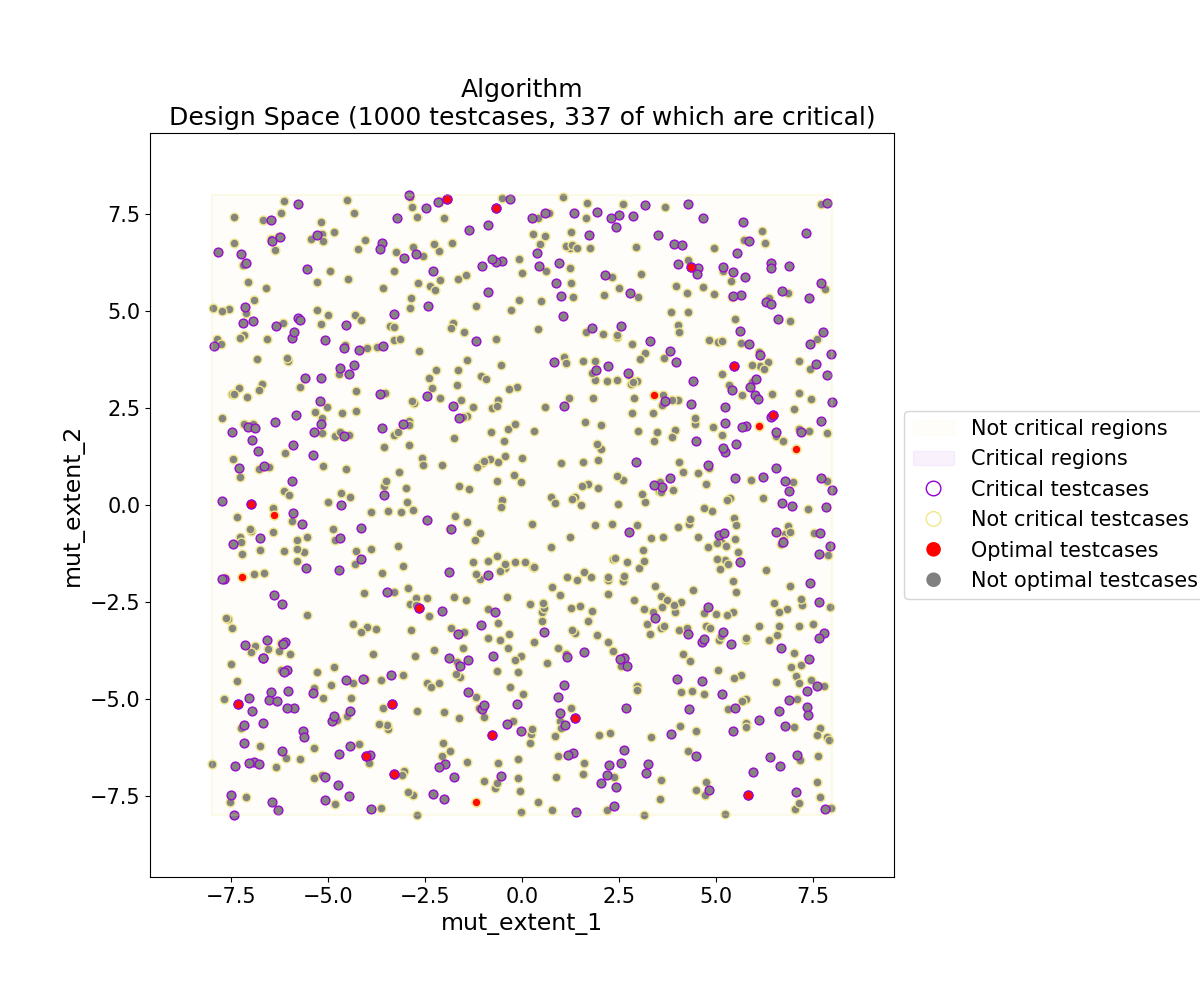 Algorithm
Design Space (1000 testcases, 337 of which are critical)
7.5
5.0
2.5
0.0
−2.5
−5.0
−7.5
mut_extent_2
−7.5 −5.0 −2.5 0.0 2.5 5.0 7.5
mut_extent_1
Not critical regions
Critical regions
Critical testcases
Not critical testcases
Optimal testcases
Not optimal testcases